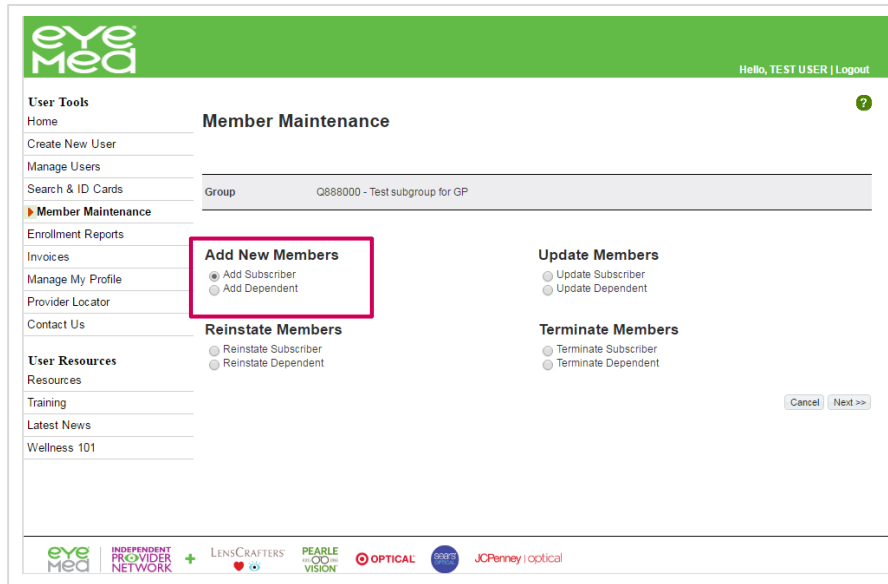 eye
Med
Hello, TEST USER | Logout
?
User Tools
Home
Create New User
Manage Users
Search & ID Cards
Member Maintenance
Enrollment Reports
Invoices
Manage My Profile
Provider Locator
Contact Us
User Resources
Resources
Training
Latest News
Wellness 101
Member Maintenance
Group Q888000 - Test subgroup for GP
Add New Members
Add Subscriber
Add Dependent
Update Members
Update Subscriber
Update Dependent
Reinstate Members
Reinstate Subscriber
Reinstate Dependent
Terminate Members
Terminate Subscriber
Terminate Dependent
Cancel Next >>
eye
Med
INDEPENDENT
PROVIDER
NETWORK
+
LENSCRAFTERS
PEARLE
VISION
OPTICAL
sears
OPTICAL
JCPenney | optical